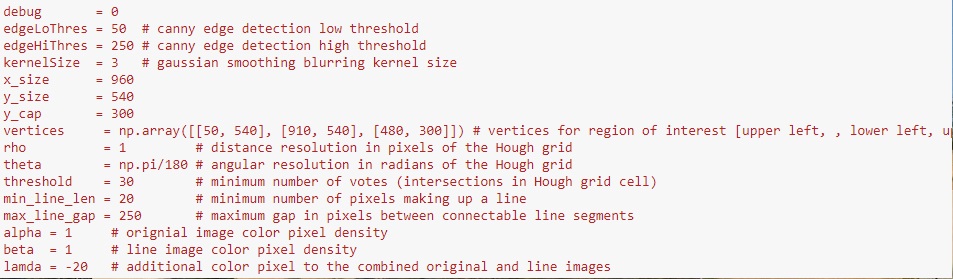 debug       = 0
edgeLoThres = 50  # canny edge detection low threshold
edgeHiThres = 250 # canny edge detection high threshold
kernelSize  = 3   # gaussian smoothing blurring kernel size
x_size      = 960
y_size      = 540
y_cap       = 300
vertices     = np.array([[50, 540], [910, 540], [480, 300]]) # vertices for region of interest [upper left, , lower left, u
rho          = 1         # distance resolution in pixels of the Hough grid
theta        = np.pi/180 # angular resolution in radians of the Hough grid
threshold    = 30        # minimum number of votes (intersections in Hough grid cell)
min_line_len = 20        # minimum number of pixels making up a line
max_line_gap = 250       # maximum gap in pixels between connectable line segments
alpha = 1     # orignial image color pixel density
beta  = 1     # line image color pixel density
lamda = -20   # additional color pixel to the combined original and line images